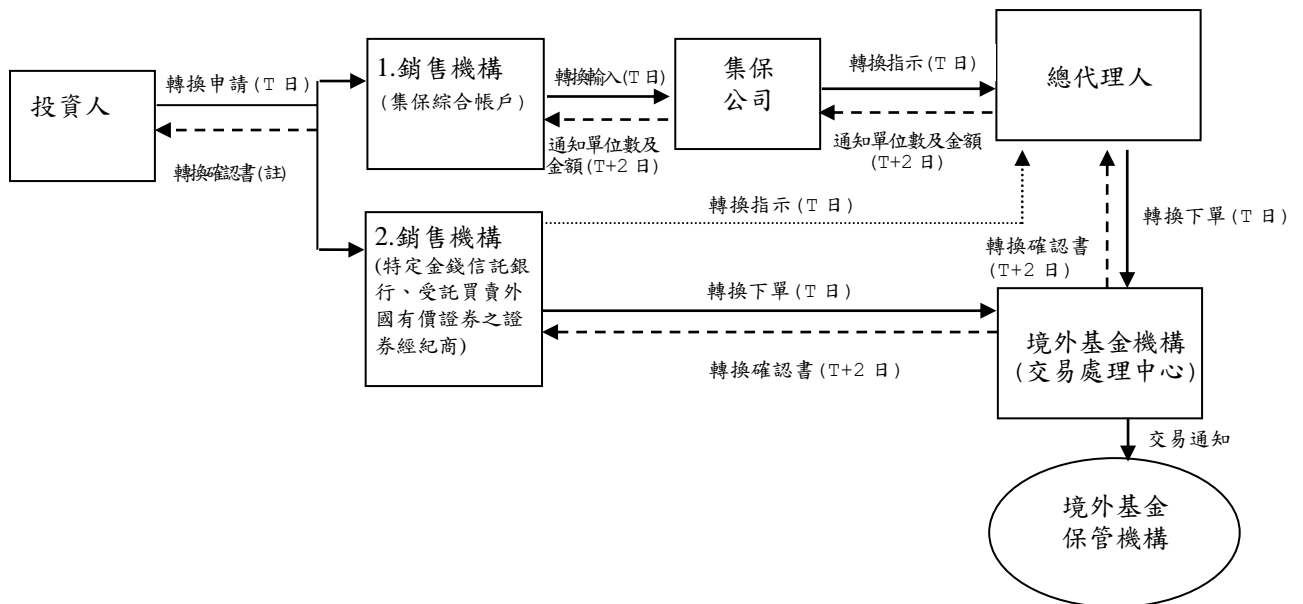 投資人
轉換申請(T 日)
轉換確認書(註)
1.銷售機構
(集保綜合帳戶)
轉換輸入(T 日)
通知單位數及
金額(T+2 日)
集保
公司
轉換指示(T 日)
通知單位數及金額
(T+2 日)
總代理人
2.銷售機構
(特定金錢信託銀
行、受託買賣外
國有價證券之證
券經紀商)
轉換指示(T 日)
轉換下單(T 日)
轉換確認書(T+2 日)
轉換確認書
(T+2 日)
轉換下單(T 日)
境外基金機構
(交易處理中心)
交易通知
境外基金
保管機構